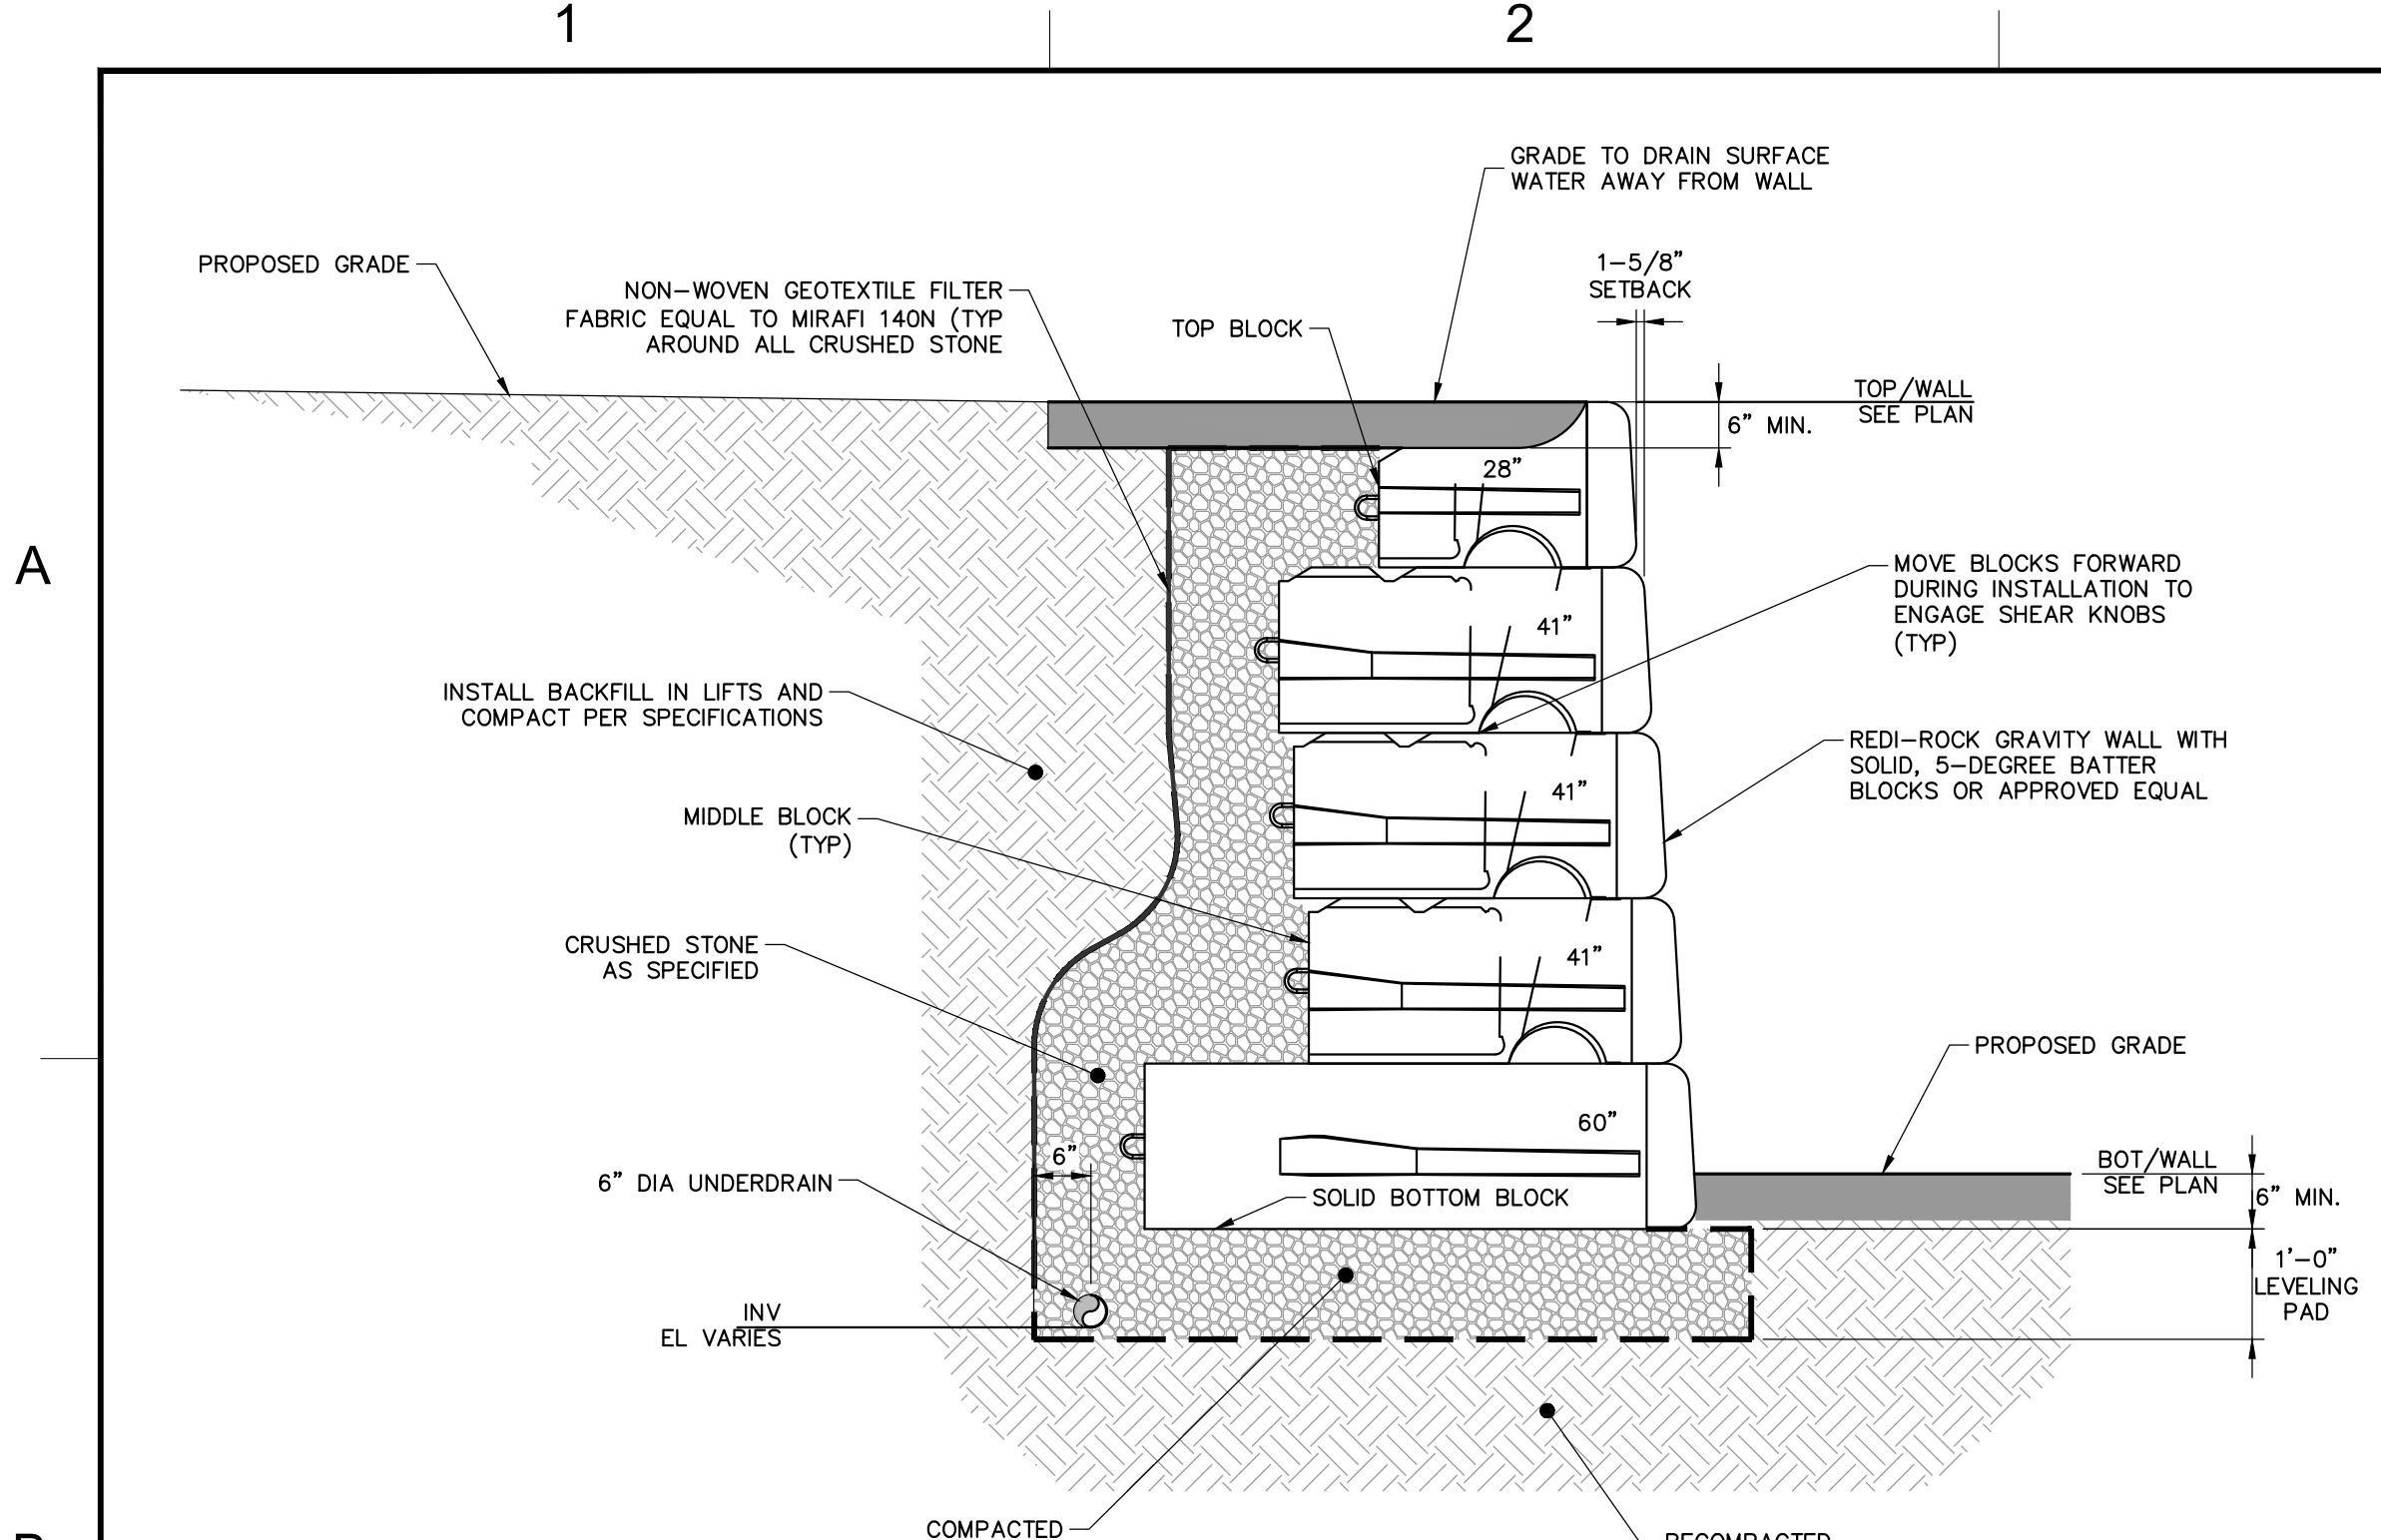 1
2
GRADE TO DRAIN SURFACE
WATER AWAY FROM WALL
PROPOSED GRADE
NON-WOVEN GEOTEXTILE FILTER
FABRIC EQUAL TO MIRAFI 140N (TYP
AROUND ALL CRUSHED STONE
1-5/8"
SETBACK
TOP BLOCK
TOP/WALL
SEE PLAN
6" MIN.
28"
A
MOVE BLOCKS FORWARD
DURING INSTALLATION TO
ENGAGE SHEAR KNOBS
(TYP)
41"
INSTALL BACKFILL IN LIFTS AND
COMPACT PER SPECIFICATIONS
REDI-ROCK GRAVITY WALL WITH
SOLID, 5-DEGREE BATTER
BLOCKS OR APPROVED EQUAL
41"
MIDDLE BLOCK
(TYP)
CRUSHED STONE
AS SPECIFIED
41"
PROPOSED GRADE
60"
6"
BOT/WALL
SEE PLAN
6" DIA UNDERDRAIN
SOLID BOTTOM BLOCK
6" MIN.
1'-0"
LEVELING
PAD
INV
EL VARIES
COMPACTED
RECOMPACTED